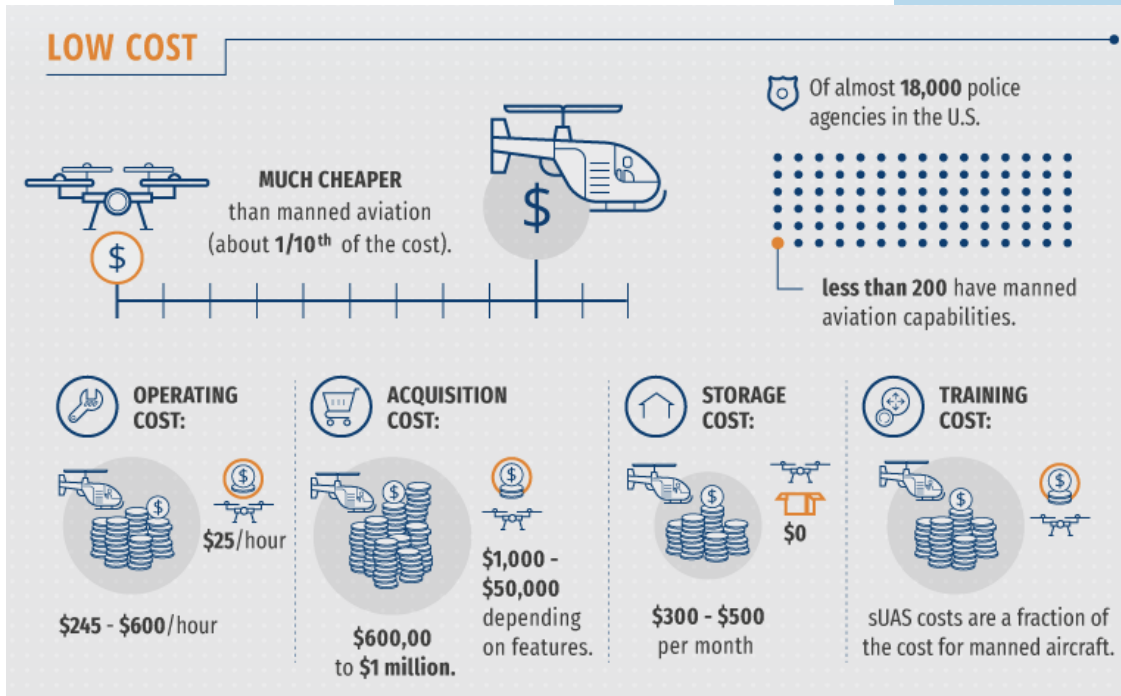 LOW COST
MUCH CHEAPER
than manned aviation
(about 1/10th of the cost).
$
$
Of almost 18,000 police
agencies in the U.S.
less than 200 have manned
aviation capabilities.
OPERATING
COST:
$
$
$25/hour
$245 - $600/hour
ACQUISITION
COST:
$
$
$1,000 -
$50,000
depending
on features.
$600,00
to $1 million.
STORAGE
COST:
$
$0
$300 - $500
per month
TRAINING
COST:
$
$
sUAS costs are a fraction of
the cost for manned aircraft.